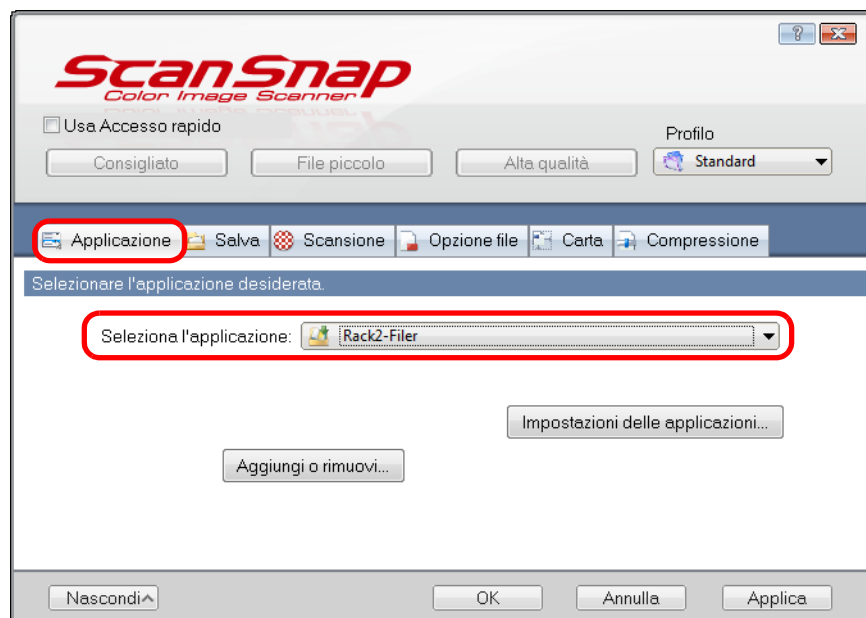 ScanSnap
Color Image Scanner
Usa Accesso rapido
Profilo
Consigliato File piccolo Alta qualità Standard
Applicazione Salva Scansione Opzione file Carta Compressione
Selezionare l'applicazione desiderata.
Seleziona l'applicazione: Rack2-Filer
Impostazioni delle applicazioni...
Aggiungi o rimuovi...
Nascondi OK Annulla Applica